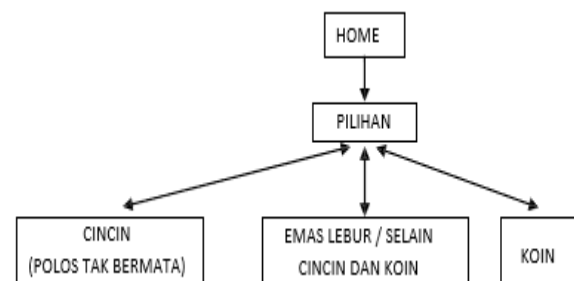 HOME
PILIHAN
CINCIN
(POLOS TAK BERMATA)
EMAS LEBUR / SELAIN
CINCIN DAN KOIN
KOIN